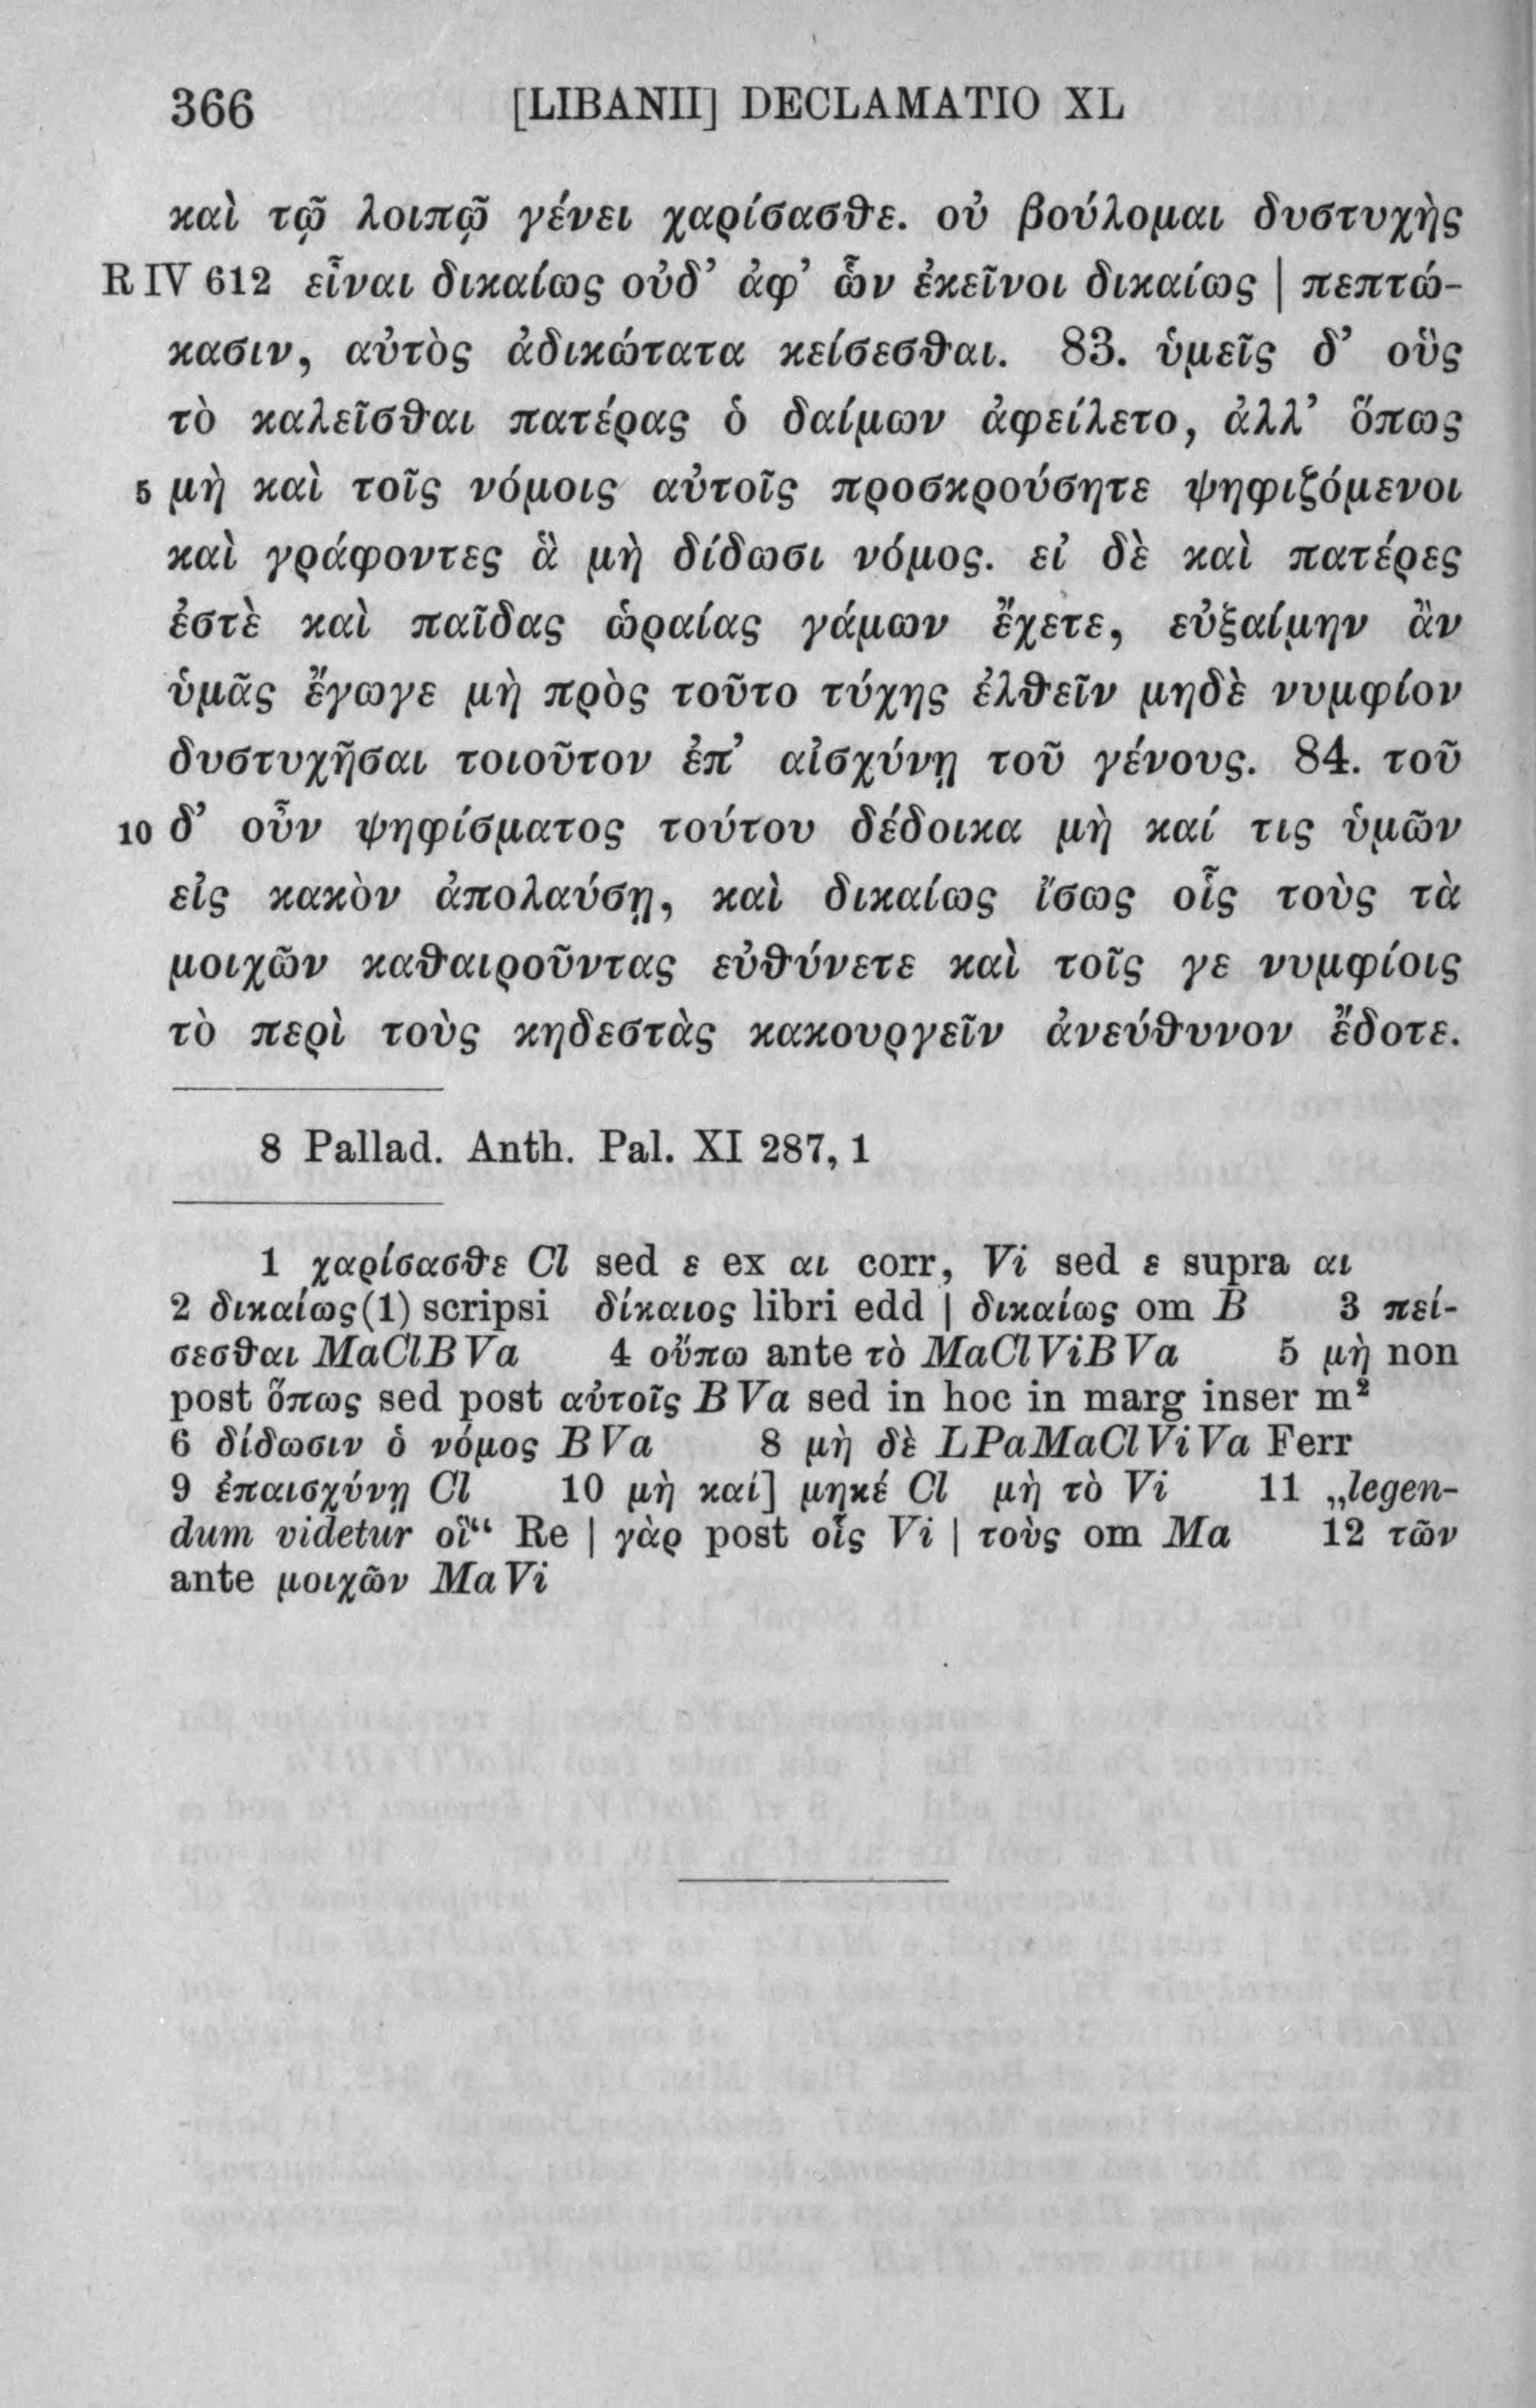 366 [LIBANII] DECLAMATIO XL
καὶ τῷ λοιπῷ γένει χαρίσασθε. οὐ βούλομαι δυστυχὴς
R IV 612 εἶναι δικαίως οὐδ’ ἀφ’ ὧν ἐκεῖνοι δικαίως | πεπτώ-
κασιν, αὐτὸς ἀδικώτατα κείσεσθαι. 83. ὑμεῖς δ’ οὓς
τὸ καλεῖσθαι πατέρας ὁ δαίμων ἀφείλετο, ἀλλ’ ὅπως
5 μὴ καὶ τοῖς νόμοις αὐτοῖς προσκρούσητε ψηφιζόμενοι
καὶ γράφοντες ἃ μὴ δίδωσι νόμος. εἰ δὲ καὶ πατέρες
ἐστὲ καὶ παῖδας ὡραίας γάμων ἔχετε, εὐξαίμην ἂν
ὑμᾶς ἔγωγε μὴ πρὸς τοῦτο τύχης ἐλθεῖν μηδὲ νυμφίον
δυστυχῆσαι τοιοῦτον ἐπ’ αἰσχύνῃ τοῦ γένους. 84. τοῦ
10 δ’ οὖν ψηφίσματος τούτου δέδοικα μὴ καί τις ὑμῶν
εἰς κακὸν ἀπολαύσῃ, καὶ δικαίως ἴσως οἷς τοὺς τὰ
μοιχῶν καθαιροῦντας εὐθύνετε καὶ τοῖς γε νυμφίοις
τὸ περὶ τοὺς κηδεστὰς κακουργεῖν ἀνεύθυνον ἔδοτε.
8 Pallad. Anth. Pal. XI 287, 1
1 χαρίσασθε Cl sed ε ex αι corr, Vi sed ε supra αι
2 δικαίως(1) scripsi δίκαιος libri edd | δικαίως om B 3 πεί-
σεσθαι MaClBVa 4 οὔπω ante τὸ MaClViBVa 5 μὴ non
post ὅπως sed post αὐτοῖς BVa sed in hoc in marg inser m²
6 δίδωσιν ὁ νόμος BVa 8 μὴ δὲ LPaMaClViVa Ferr
9 ἐπαισχύνῃ Cl 10 μὴ καί] μηκέ Cl μὴ τὸ Vi 11 „legen-
dum videtur οἳ“ Re | γὰρ post οἷς Vi | τοὺς om Ma 12 τῶν
ante μοιχῶν MaVi